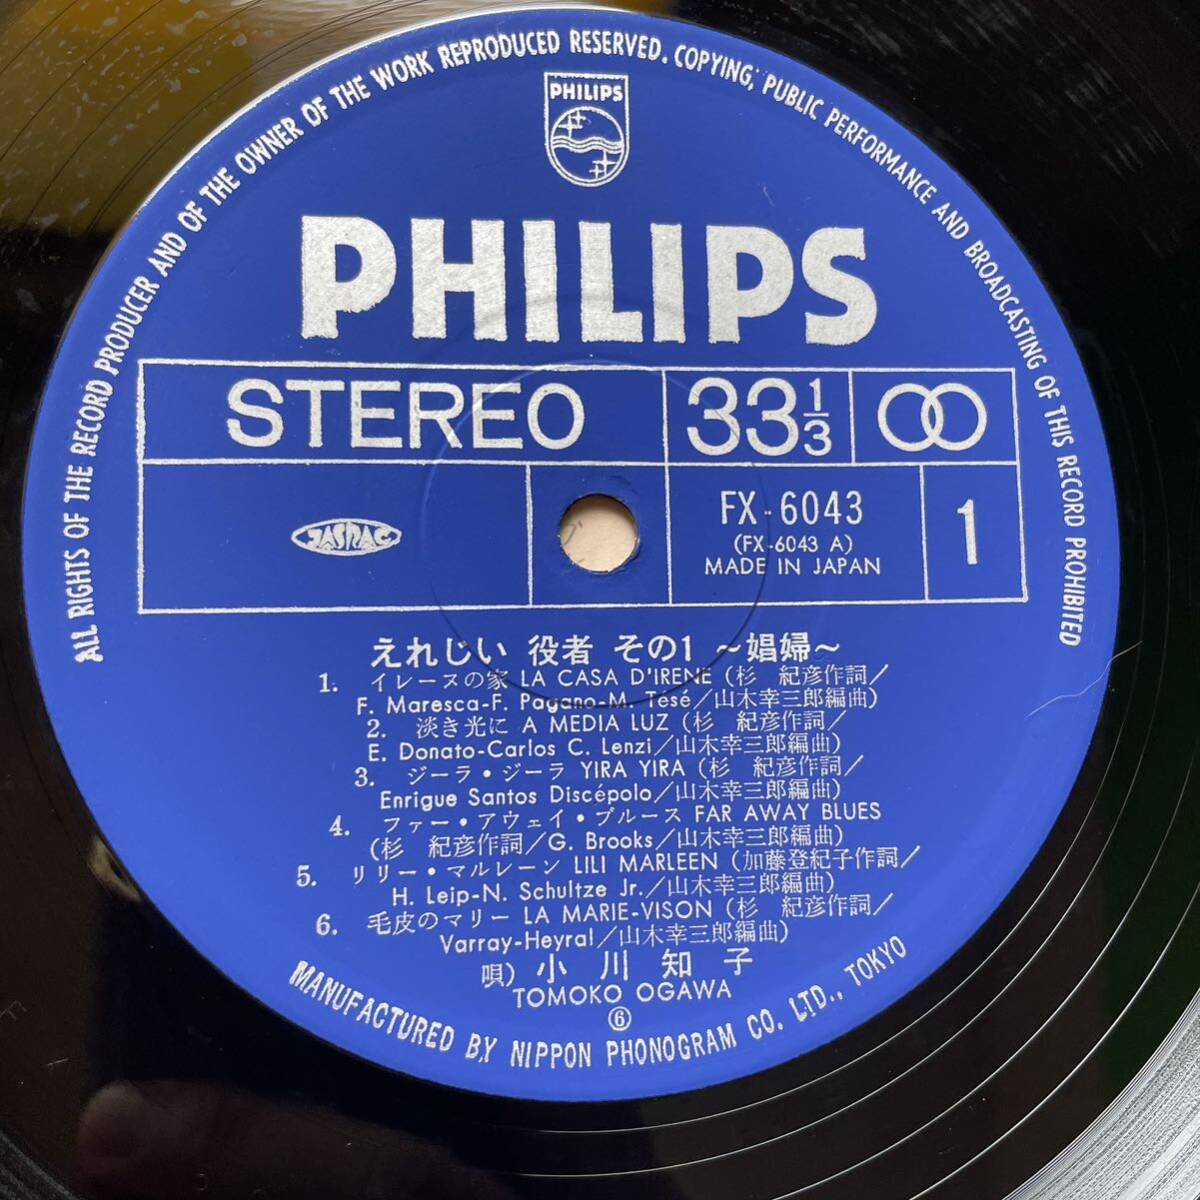 ALL RIGHTS OF THE RECORD PRODUCER AND OF THE OWNER OF THE WORK REPRODUCED RESERVED. COPYING, PUBLIC PERFORMANCE AND BROADCASTING OF THIS RECORD PROHIBITED
PHILIPS
PHILIPS
STEREO
33 1/3
JASRAC
FX-6043
(FX-6043 A)
MADE IN JAPAN
1
えれじい 役者 その1 ～娼婦～
1. イレーヌの家 LA CASA D'IRENE (杉 紀彦作詞/
F. Maresca-F. Pagano-M. Tesé/山木幸三郎編曲)
2. 淡き光に A MEDIA LUZ (杉 紀彦作詞/
E. Donato-Carlos C. Lenzi/山木幸三郎編曲)
3. ジーラ・ジーラ YIRA YIRA (杉 紀彦作詞/
Enrigue Santos Discépolo/山木幸三郎編曲)
4. ファー・アウェイ・ブルース FAR AWAY BLUES
(杉 紀彦作詞/G. Brooks/山木幸三郎編曲)
5. リリー・マルレーン LILI MARLEEN (加藤登紀子作詞/
H. Leip-N. Schultze Jr./山木幸三郎編曲)
6. 毛皮のマリー LA MARIE-VISON (杉 紀彦作詞/
Varray-Heyral/山木幸三郎編曲)
唄) 小川知子
TOMOKO OGAWA
⑥
MANUFACTURED BY NIPPON PHONOGRAM CO. LTD., TOKYO